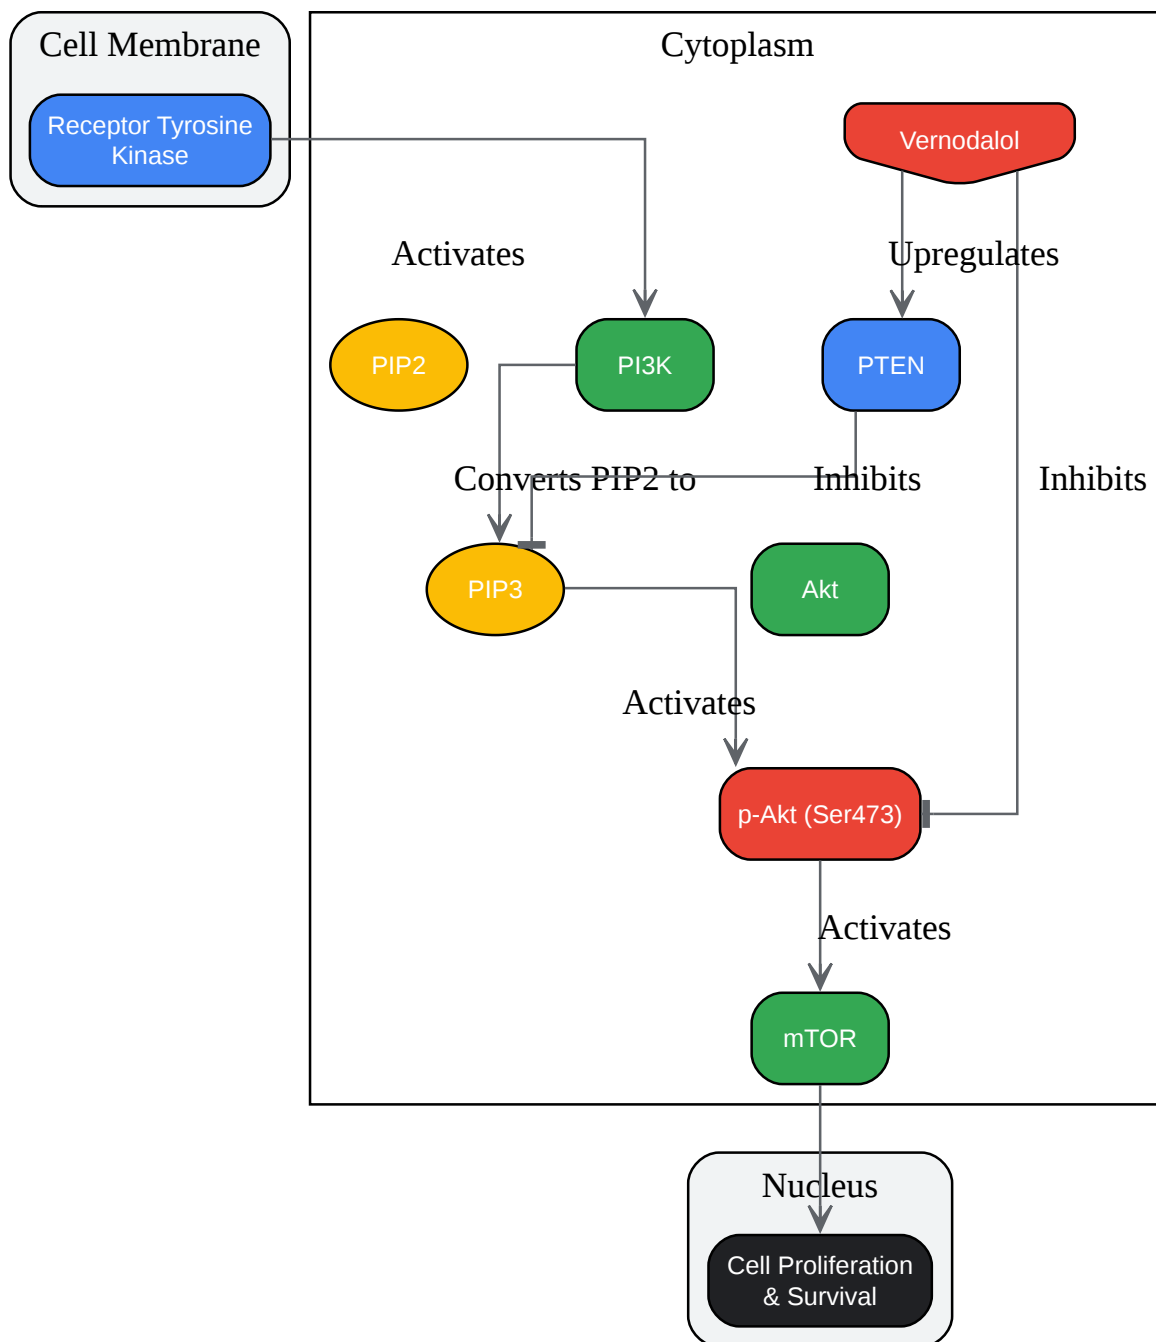 Cell Membrane
Cytoplasm
Receptor Tyrosine
Kinase
Vernodalol
Activates
Upregulates
PIP2
PI3K
PTEN
Converts PIP2 to
Inhibits
Inhibits
PIP3
Akt
Activates
p-Akt (Ser473)
Activates
mTOR
Nucleus
Cell Proliferation
& Survival